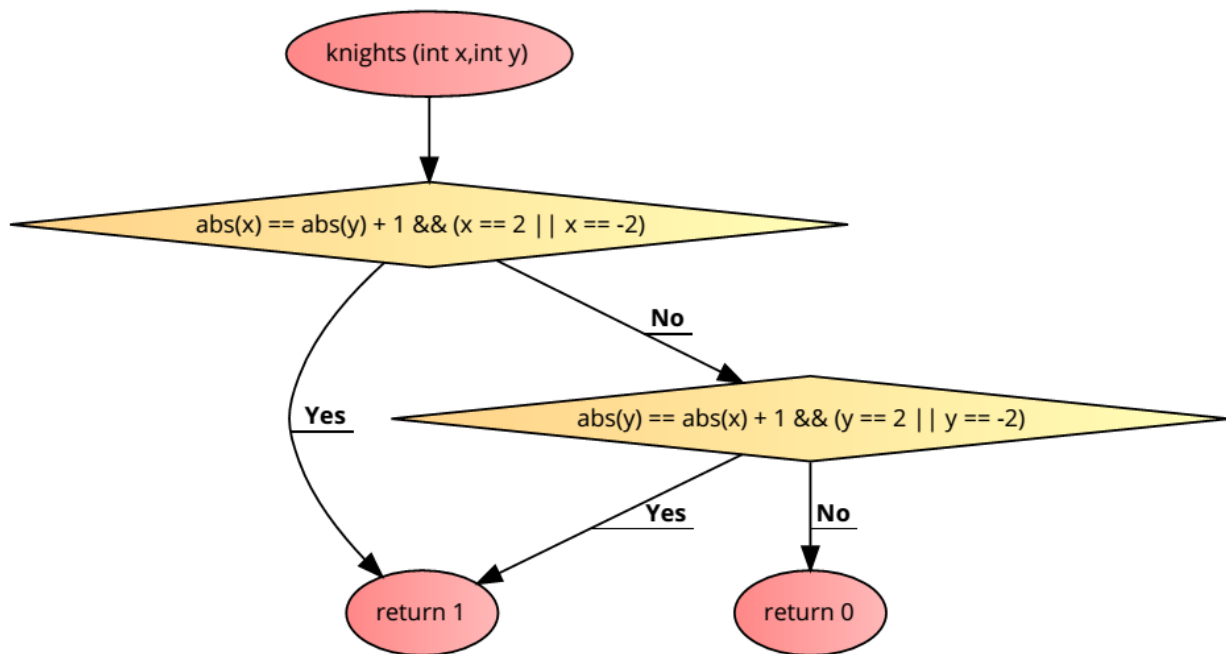 knights (int x,int y)
abs(x) == abs(y) + 1 && (x == 2 || x == -2)
No
Yes
abs(y) == abs(x) + 1 && (y == 2 || y == -2)
Yes
No
return 1
return 0